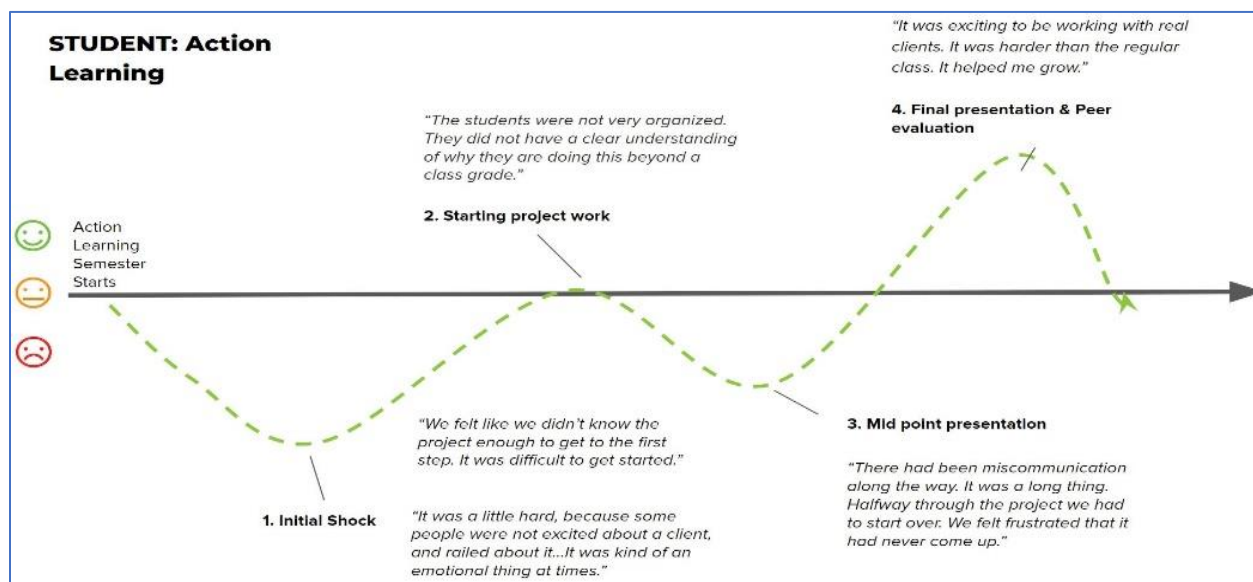 STUDENT: Action
Learning
"It was exciting to be working with real
clients. It was harder than the regular
class. It helped me grow."
4. Final presentation & Peer
evaluation
"The students were not very organized.
They did not have a clear understanding
of why they are doing this beyond a
class grade."
2. Starting project work
Action
Learning
Semester
Starts
"We felt like we didn't know the
project enough to get to the first
step. It was difficult to get started."
1. Initial Shock
"It was a little hard, because some
people were not excited about a client,
and railed about it...It was kind of an
emotional thing at times."
3. Mid point presentation
"There had been miscommunication
along the way. It was a long thing.
Halfway through the project we had
to start over. We felt frustrated that it
had never come up."